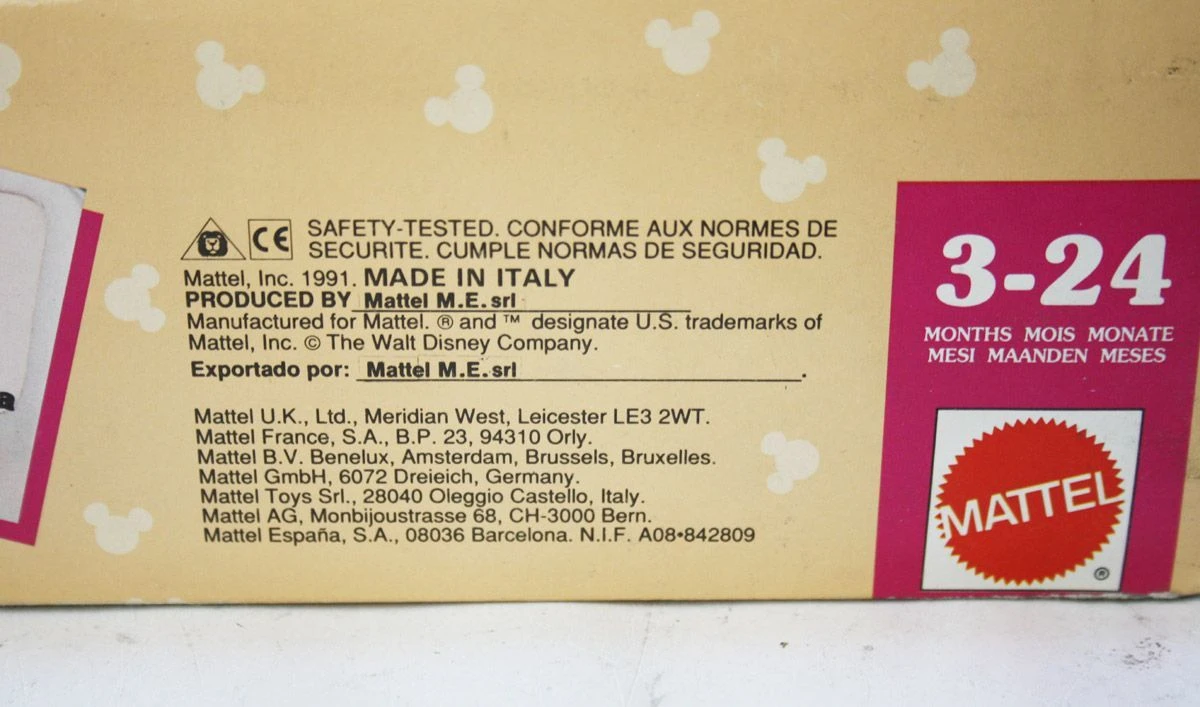 CE SAFETY-TESTED. CONFORME AUX NORMES DE
SECURITE. CUMPLE NORMAS DE SEGURIDAD.
Mattel, Inc. 1991. MADE IN ITALY
PRODUCED BY Mattel M.E. srl
Manufactured for Mattel. ® and ™ designate U.S. trademarks of
Mattel, Inc. © The Walt Disney Company.
Exportado por: Mattel M.E. srl.
Mattel U.K., Ltd., Meridian West, Leicester LE3 2WT.
Mattel France, S.A., B.P. 23, 94310 Orly.
Mattel B.V. Benelux, Amsterdam, Brussels, Bruxelles.
Mattel GmbH, 6072 Dreieich, Germany.
Mattel Toys Srl., 28040 Oleggio Castello, Italy.
Mattel AG, Monbijoustrasse 68, CH-3000 Bern.
Mattel España, S.A., 08036 Barcelona. N.I.F. A08•842809
a
3-24
MONTHS MOIS MONATE
MESI MAANDEN MESES
MATTEL
®